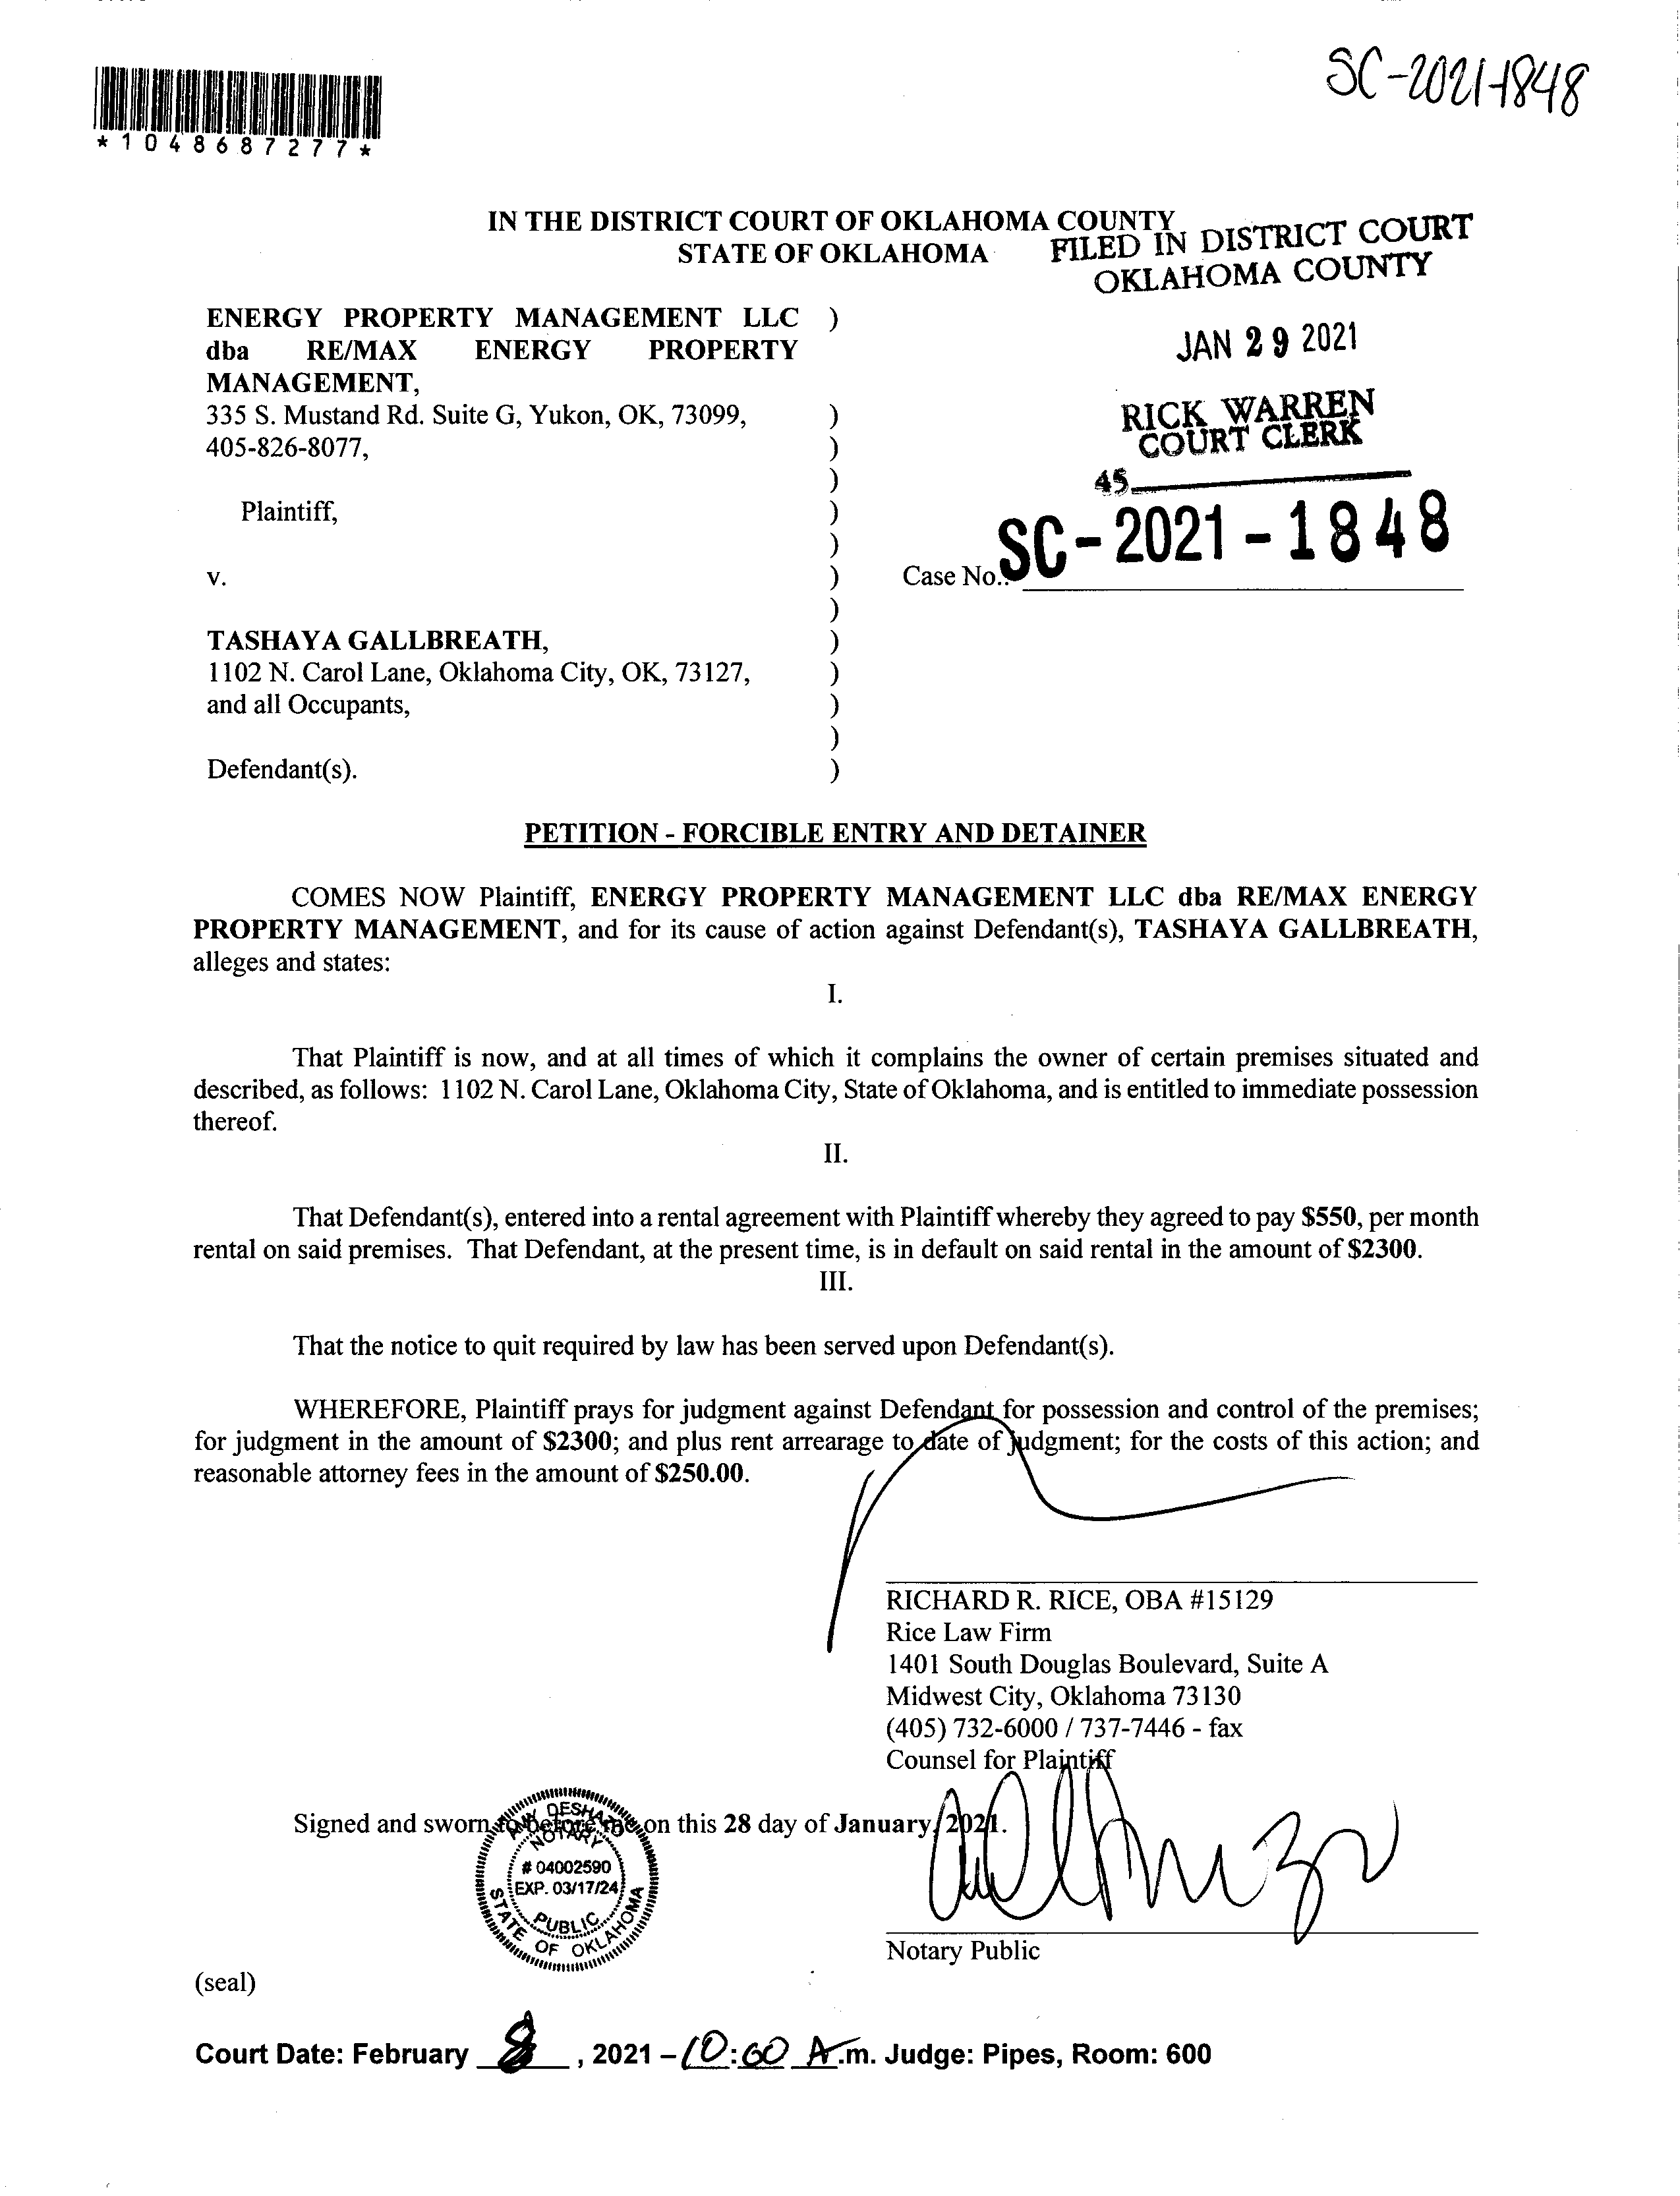 SC-2021-1848
*1048687277*
IN THE DISTRICT COURT OF OKLAHOMA COUNTY
STATE OF OKLAHOMA
FILED IN DISTRICT COURT
OKLAHOMA COUNTY
JAN 29 2021
RICK WARREN
COURT CLERK
45
SC-2021-1848
Case No.:
ENERGY PROPERTY MANAGEMENT LLC )
dba RE/MAX ENERGY PROPERTY
MANAGEMENT,
335 S. Mustand Rd. Suite G, Yukon, OK, 73099, )
405-826-8077, )
)
Plaintiff, )
)
v. )
)
TASHAYA GALLBREATH, )
1102 N. Carol Lane, Oklahoma City, OK, 73127, )
and all Occupants, )
)
Defendant(s). )
PETITION - FORCIBLE ENTRY AND DETAINER
COMES NOW Plaintiff, ENERGY PROPERTY MANAGEMENT LLC dba RE/MAX ENERGY
PROPERTY MANAGEMENT, and for its cause of action against Defendant(s), TASHAYA GALLBREATH,
alleges and states:
I.
That Plaintiff is now, and at all times of which it complains the owner of certain premises situated and
described, as follows: 1102 N. Carol Lane, Oklahoma City, State of Oklahoma, and is entitled to immediate possession
thereof.
II.
That Defendant(s), entered into a rental agreement with Plaintiff whereby they agreed to pay $550, per month
rental on said premises. That Defendant, at the present time, is in default on said rental in the amount of $2300.
III.
That the notice to quit required by law has been served upon Defendant(s).
WHEREFORE, Plaintiff prays for judgment against Defendant for possession and control of the premises;
for judgment in the amount of $2300; and plus rent arrearage to date of judgment; for the costs of this action; and
reasonable attorney fees in the amount of $250.00.
RICHARD R. RICE, OBA #15129
Rice Law Firm
1401 South Douglas Boulevard, Suite A
Midwest City, Oklahoma 73130
(405) 732-6000 / 737-7446 - fax
Counsel for Plaintiff
Signed and sworn to before me on this 28 day of January, 2021.
NOTARY
# 04002590
EXP. 03/17/24
PUBLIC
STATE OF OKLAHOMA
Notary Public
(seal)
Court Date: February 8, 2021 - 10:00 A.m. Judge: Pipes, Room: 600